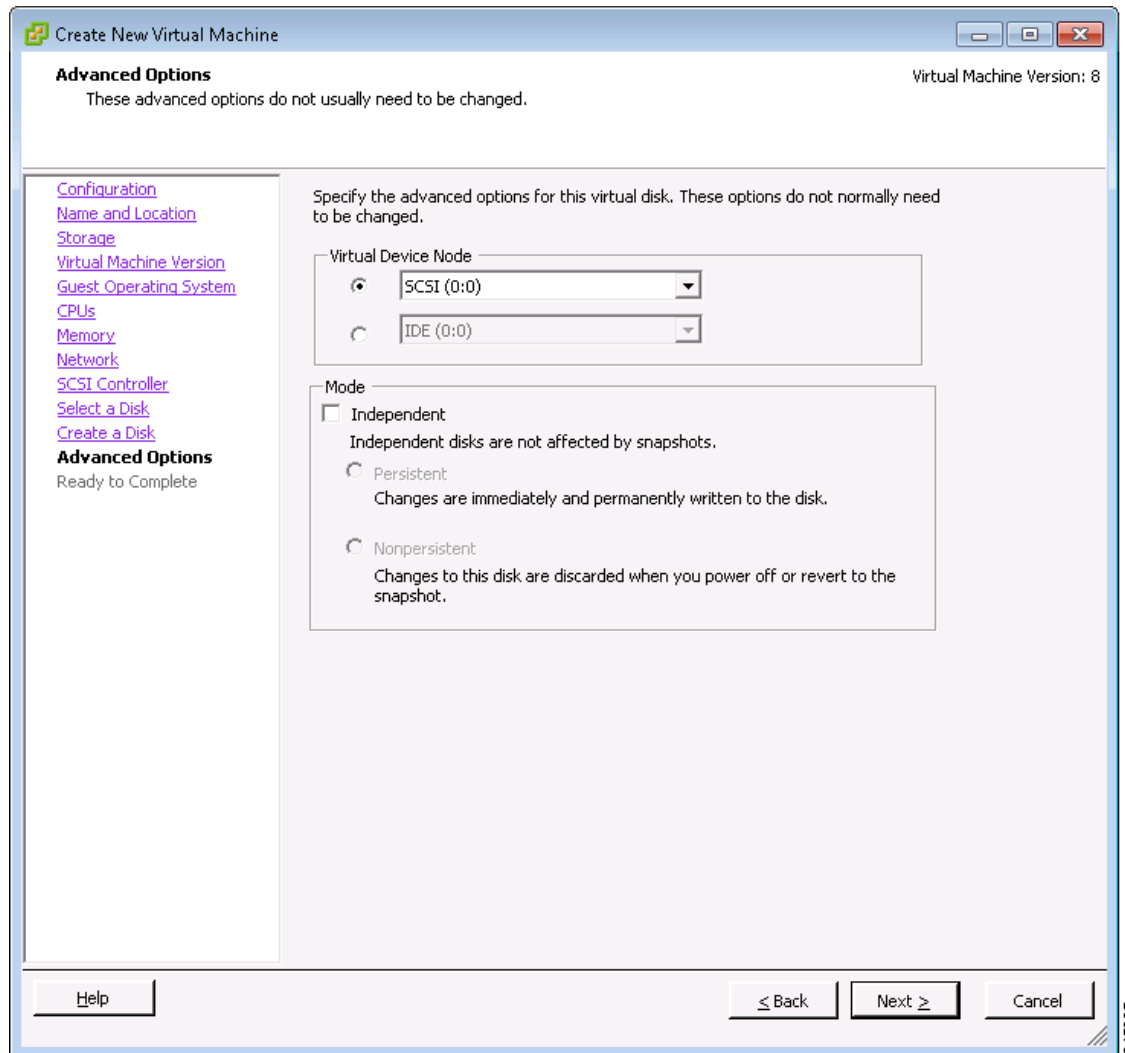 Create New Virtual Machine
Advanced Options
Virtual Machine Version: 8
These advanced options do not usually need to be changed.
Configuration
Name and Location
Storage
Virtual Machine Version
Guest Operating System
CPUs
Memory
Network
SCSI Controller
Select a Disk
Create a Disk
Advanced Options
Ready to Complete
Specify the advanced options for this virtual disk. These options do not normally need
to be changed.
Virtual Device Node
SCSI (0:0)
IDE (0:0)
Mode
Independent
Independent disks are not affected by snapshots.
Persistent
Changes are immediately and permanently written to the disk.
Nonpersistent
Changes to this disk are discarded when you power off or revert to the
snapshot.
Help
< Back
Next >
Cancel